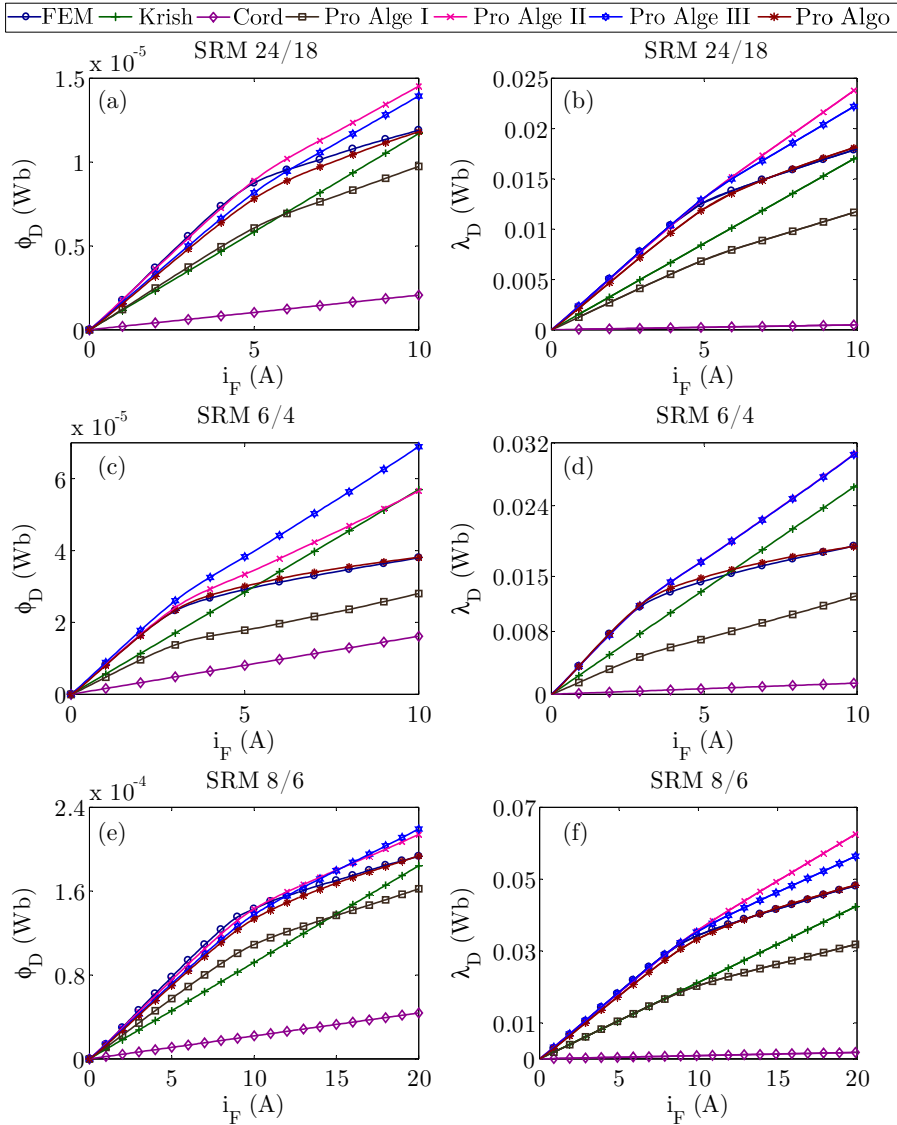 FEM Krish Cord Pro Alge I Pro Alge II Pro Alge III Pro Algo
x 10^-5 SRM 24/18
(a)
1.5
1
0.5
0
ϕ_D (Wb)
0 5 10
i_F (A)
SRM 24/18
(b)
0.025
0.02
0.015
0.01
0.005
0
λ_D (Wb)
0 5 10
i_F (A)
x 10^-5 SRM 6/4
(c)
6
4
2
0
ϕ_D (Wb)
0 5 10
i_F (A)
SRM 6/4
(d)
0.032
0.024
0.015
0.008
0
λ_D (Wb)
0 5 10
i_F (A)
x 10^-4 SRM 8/6
(e)
2.4
1.6
0.8
0
ϕ_D (Wb)
0 5 10 15 20
i_F (A)
SRM 8/6
(f)
0.07
0.05
0.03
0.01
0
λ_D (Wb)
0 5 10 15 20
i_F (A)